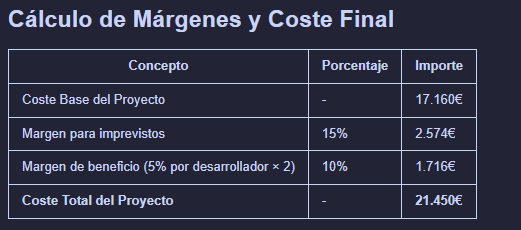 Cálculo de Márgenes y Coste Final
Concepto Porcentaje Importe
Coste Base del Proyecto - 17.160€
Margen para imprevistos 15% 2.574€
Margen de beneficio (5% por desarrollador × 2) 10% 1.716€
Coste Total del Proyecto - 21.450€